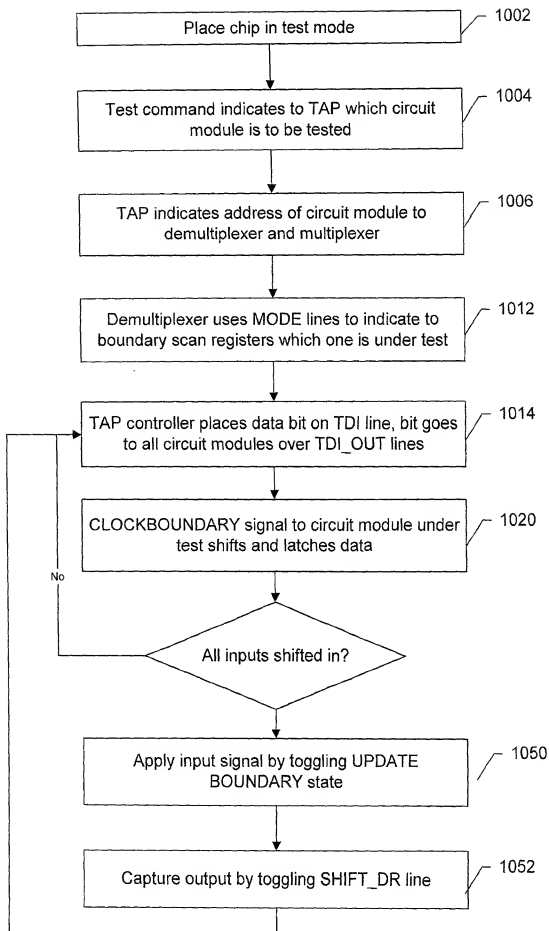 Place chip in test mode
1002
Test command indicates to TAP which circuit
module is to be tested
1004
TAP indicates address of circuit module to
demultiplexer and multiplexer
1006
Demultiplexer uses MODE lines to indicate to
boundary scan registers which one is under test
1012
TAP controller places data bit on TDI line, bit goes
to all circuit modules over TDI_OUT lines
1014
CLOCKBOUNDARY signal to circuit module under
test shifts and latches data
1020
No
All inputs shifted in?
Apply input signal by toggling UPDATE
BOUNDARY state
1050
Capture output by toggling SHIFT_DR line
1052